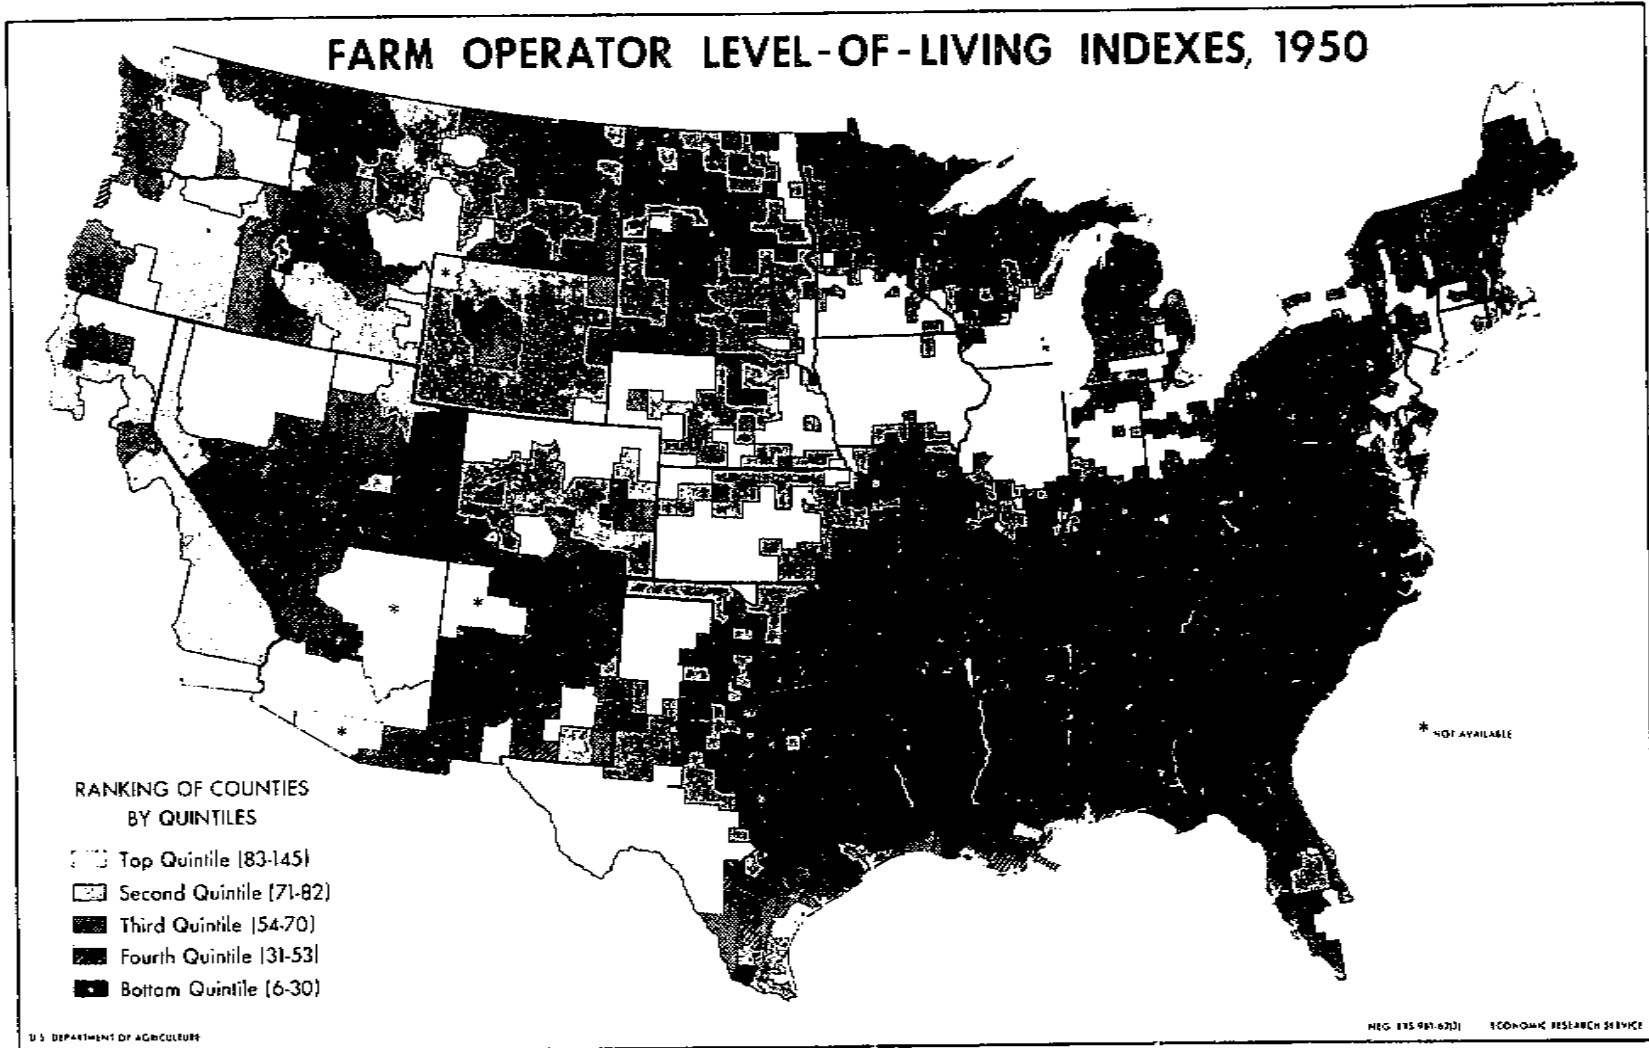 FARM OPERATOR LEVEL-OF-LIVING INDEXES, 1950
*
*
*
*
*
* NOT AVAILABLE
RANKING OF COUNTIES
BY QUINTILES
Top Quintile (83-145)
Second Quintile (71-82)
Third Quintile (54-70)
Fourth Quintile (31-53)
Bottom Quintile (6-30)
U.S. DEPARTMENT OF AGRICULTURE
ECONOMIC RESEARCH SERVICE